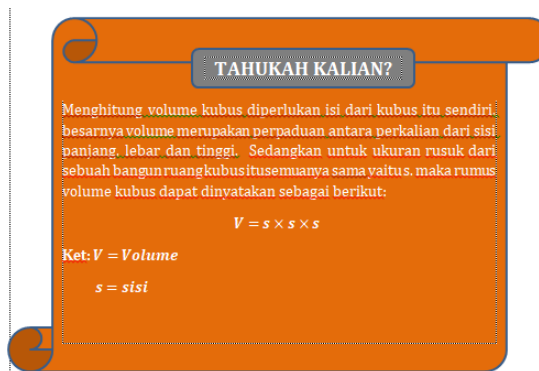 TAHUKAH KALIAN?
Menghitung volume kubus diperlukan isi dari kubus itu sendiri,
besarnya volume merupakan perpaduan antara perkalian dari sisi
panjang, lebar dan tinggi. Sedangkan untuk ukuran rusuk dari
sebuah bangun ruang kubus itusemuanya sama yaitu s, maka rumus
volume kubus dapat dinyatakan sebagai berikut:
V = s × s × s
Ket: V = Volume
s = sisi